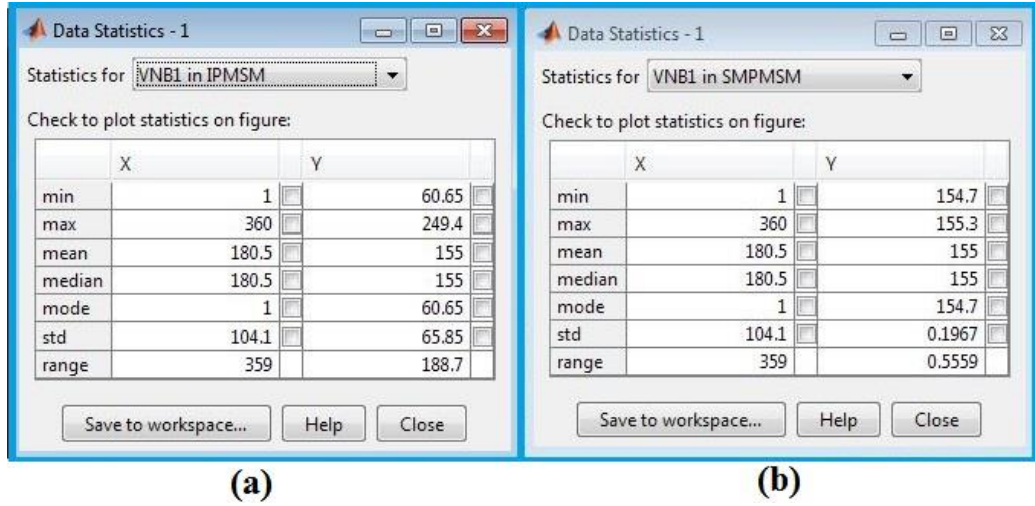 Data Statistics - 1
Statistics for VNB1 in IPMSM
Check to plot statistics on figure:
X Y
min 1 60.65
max 360 249.4
mean 180.5 155
median 180.5 155
mode 1 60.65
std 104.1 65.85
range 359 188.7
Save to workspace... Help Close
(a)
Data Statistics - 1
Statistics for VNB1 in SMPMSM
Check to plot statistics on figure:
X Y
min 1 154.7
max 360 155.3
mean 180.5 155
median 180.5 155
mode 1 154.7
std 104.1 0.1967
range 359 0.5559
Save to workspace... Help Close
(b)